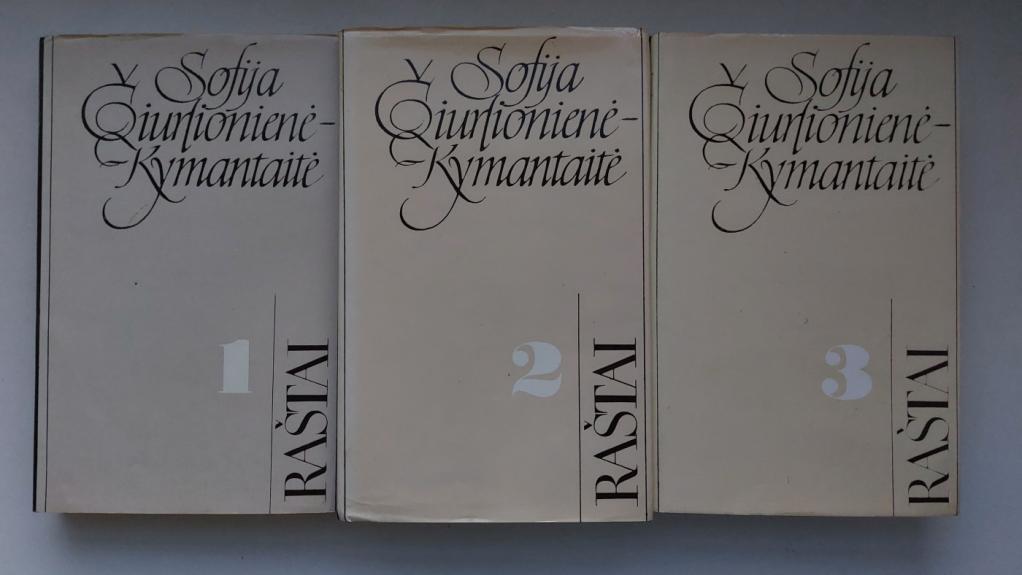 Sofija
Čiurlionienė-
-Kymantaitė
1
RAŠTAI
Sofija
Čiurlionienė-
-Kymantaitė
2
RAŠTAI
Sofija
Čiurlionienė-
-Kymantaitė
3
RAŠTAI